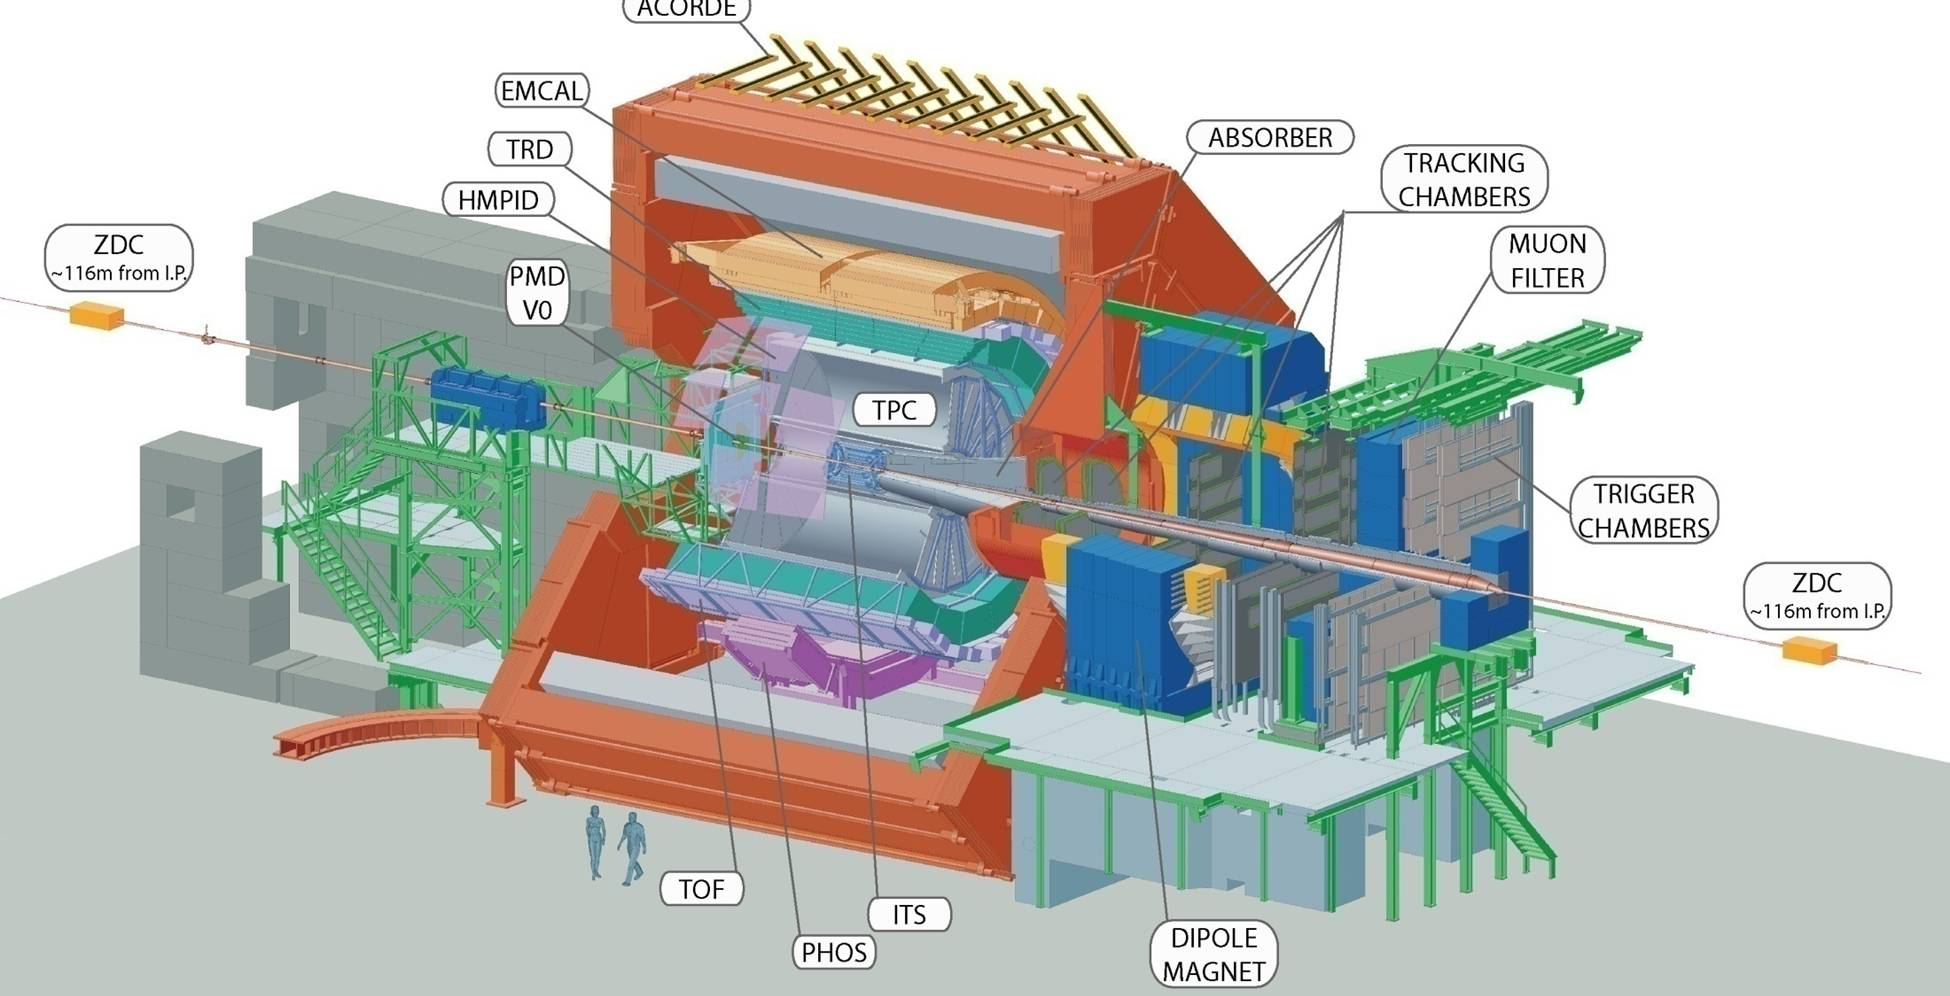 ACORDE
EMCAL
TRD
HMPID
ZDC
~116m from I.P.
PMD
V0
TPC
ABSORBER
TRACKING
CHAMBERS
MUON
FILTER
TRIGGER
CHAMBERS
ZDC
~116m from I.P.
TOF
ITS
PHOS
DIPOLE
MAGNET